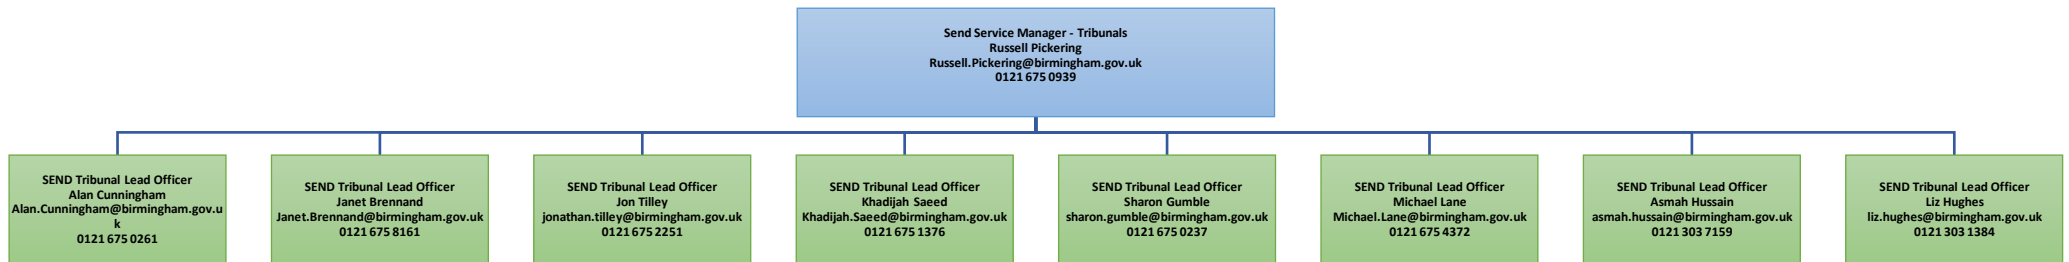 Send Service Manager - Tribunals
Russell Pickering
Russell.Pickering@birmingham.gov.uk
0121 675 0939
SEND Tribunal Lead Officer
Alan Cunningham
Alan.Cunningham@birmingham.gov.u
k
0121 675 0261
SEND Tribunal Lead Officer
Janet Brennand
Janet.Brennand@birmingham.gov.uk
0121 675 8161
SEND Tribunal Lead Officer
Jon Tilley
jonathan.tilley@birmingham.gov.uk
0121 675 2251
SEND Tribunal Lead Officer
Khadijah Saeed
Khadijah.Saeed@birmingham.gov.uk
0121 675 1376
SEND Tribunal Lead Officer
Sharon Gumble
sharon.gumble@birmingham.gov.uk
0121 675 0237
SEND Tribunal Lead Officer
Michael Lane
Michael.Lane@birmingham.gov.uk
0121 675 4372
SEND Tribunal Lead Officer
Asmah Hussain
asmah.hussain@birmingham.gov.uk
0121 303 7159
SEND Tribunal Lead Officer
Liz Hughes
liz.hughes@birmingham.gov.uk
0121 303 1384